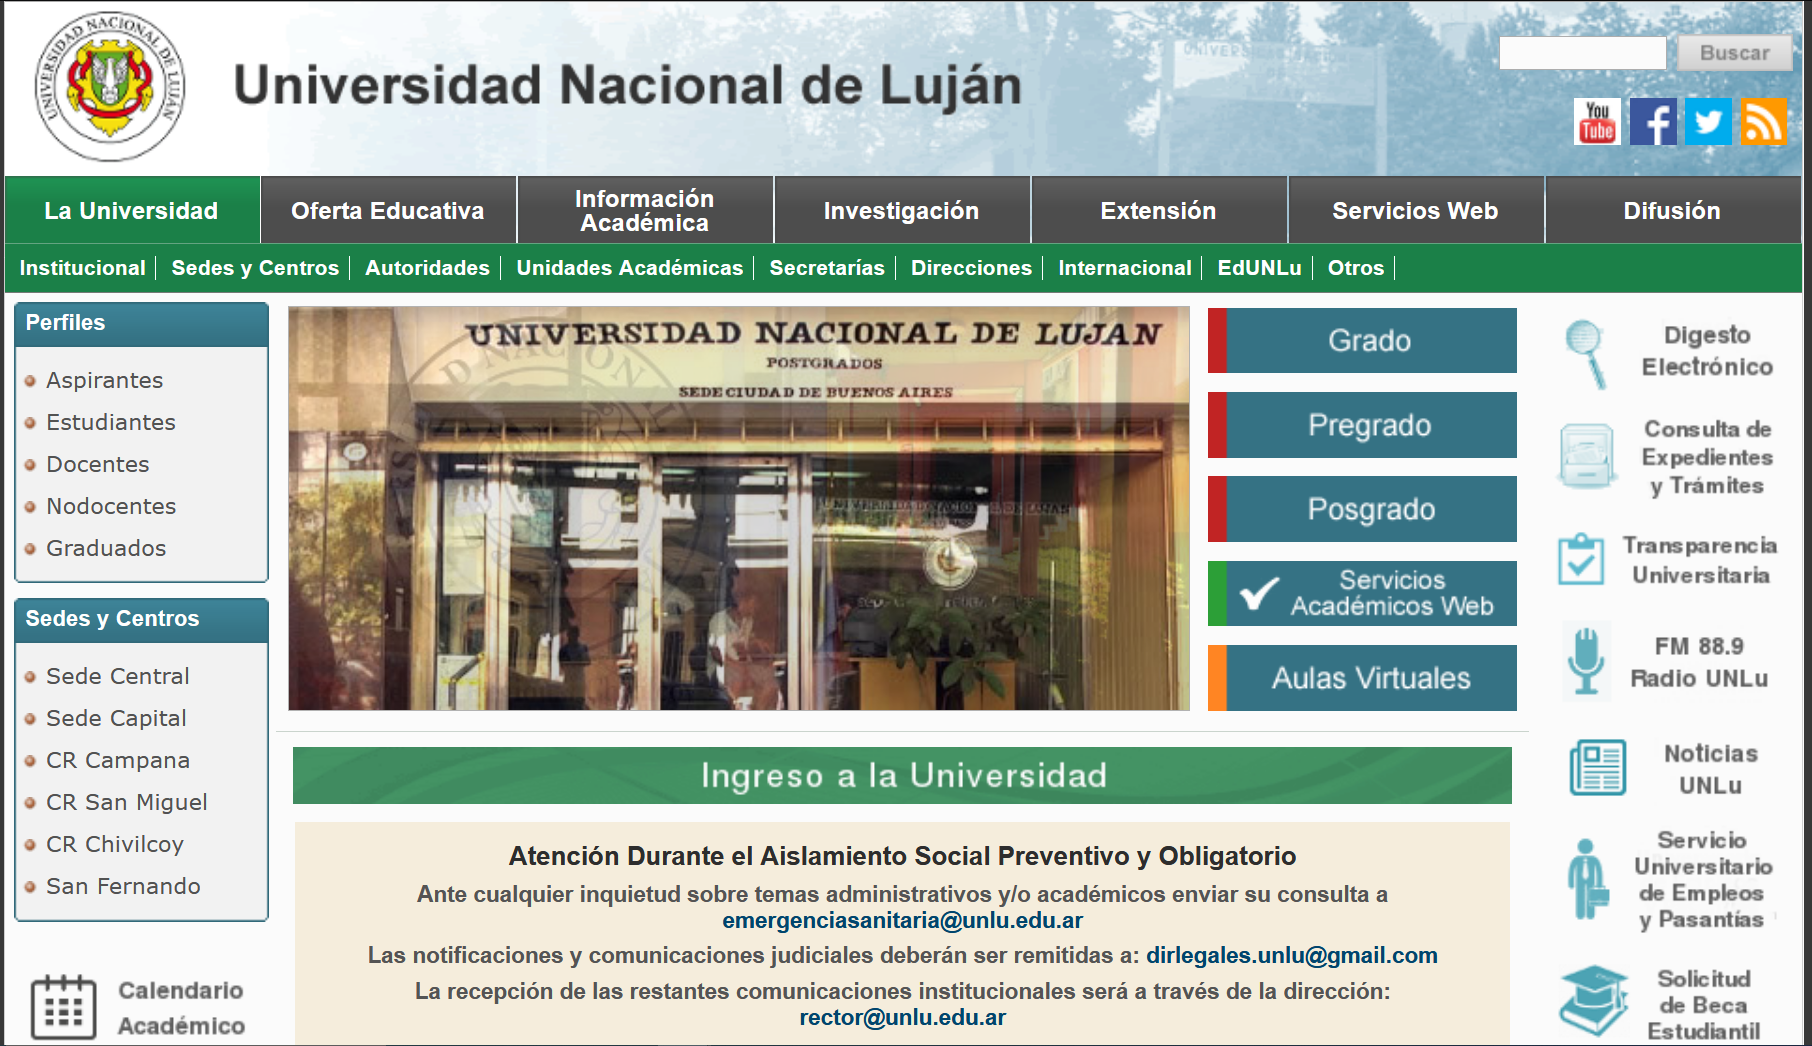 UNIVERSIDAD NACIONAL DE LUJÁN
Universidad Nacional de Luján
Buscar
You
Tube
La Universidad
Oferta Educativa
Información
Académica
Investigación
Extensión
Servicios Web
Difusión
Institucional
Sedes y Centros
Autoridades
Unidades Académicas
Secretarías
Direcciones
Internacional
EdUNLu
Otros
Perfiles
Aspirantes
Estudiantes
Docentes
Nodocentes
Graduados
Sedes y Centros
Sede Central
Sede Capital
CR Campana
CR San Miguel
CR Chivilcoy
San Fernando
Calendario
Académico
UNIVERSIDAD NACIONAL DE LUJAN
POSTGRADOS
SEDE CIUDAD DE BUENOS AIRES
Grado
Pregrado
Posgrado
Servicios
Académicos Web
Aulas Virtuales
Ingreso a la Universidad
Atención Durante el Aislamiento Social Preventivo y Obligatorio
Ante cualquier inquietud sobre temas administrativos y/o académicos enviar su consulta a
emergenciasanitaria@unlu.edu.ar
Las notificaciones y comunicaciones judiciales deberán ser remitidas a: dirlegales.unlu@gmail.com
La recepción de las restantes comunicaciones institucionales será a través de la dirección:
rector@unlu.edu.ar
Digesto
Electrónico
Consulta de
Expedientes
y Trámites
Transparencia
Universitaria
FM 88.9
Radio UNLu
Noticias
UNLu
Servicio
Universitario
de Empleos
y Pasantías
Solicitud
de Beca
Estudiantil